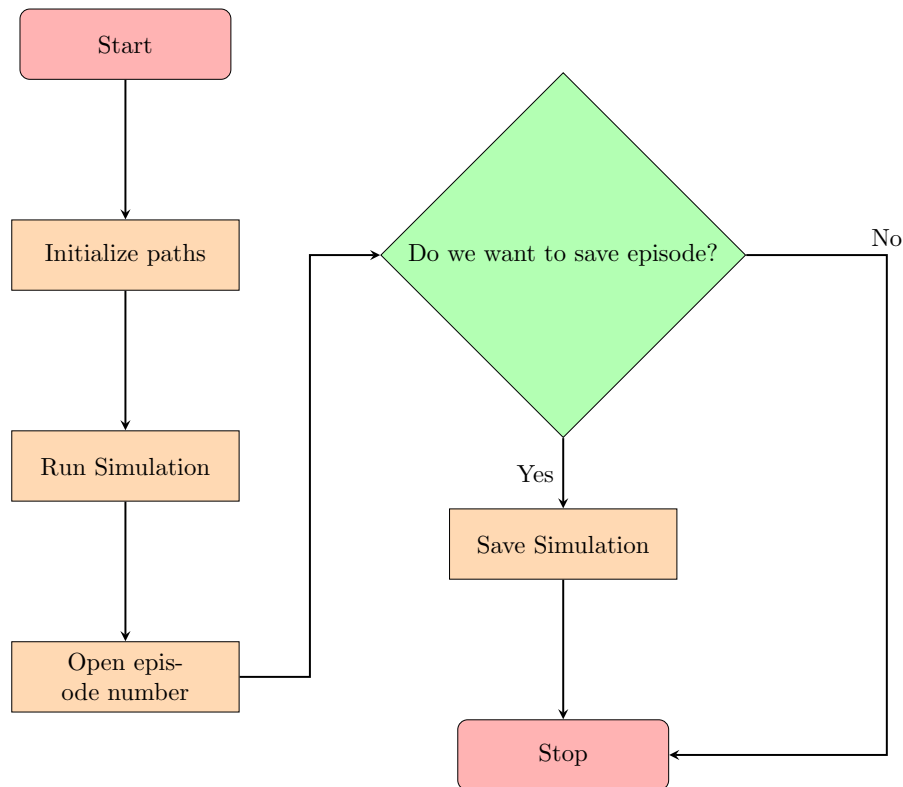 Start
Initialize paths
Run Simulation
Open epis-
ode number
Do we want to save episode?
No
Yes
Save Simulation
Stop